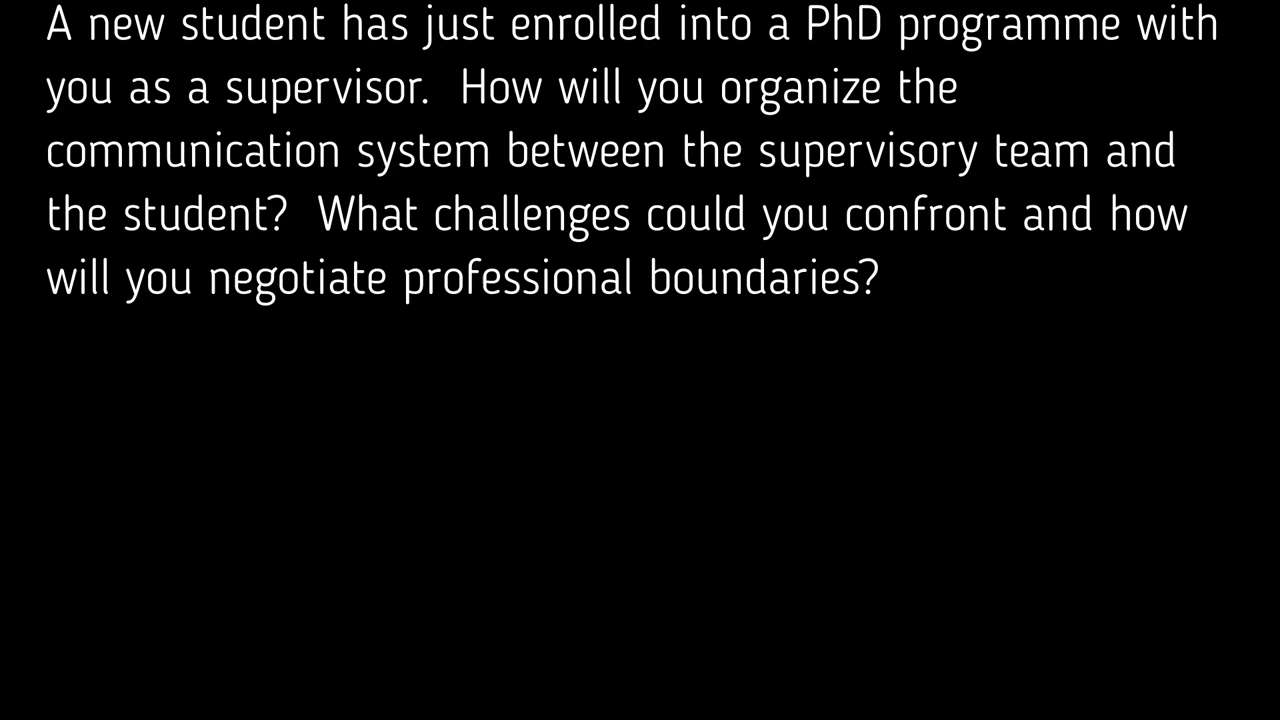 A new student has just enrolled into a PhD programme with
you as a supervisor.  How will you organize the
communication system between the supervisory team and
the student?  What challenges could you confront and how
will you negotiate professional boundaries?